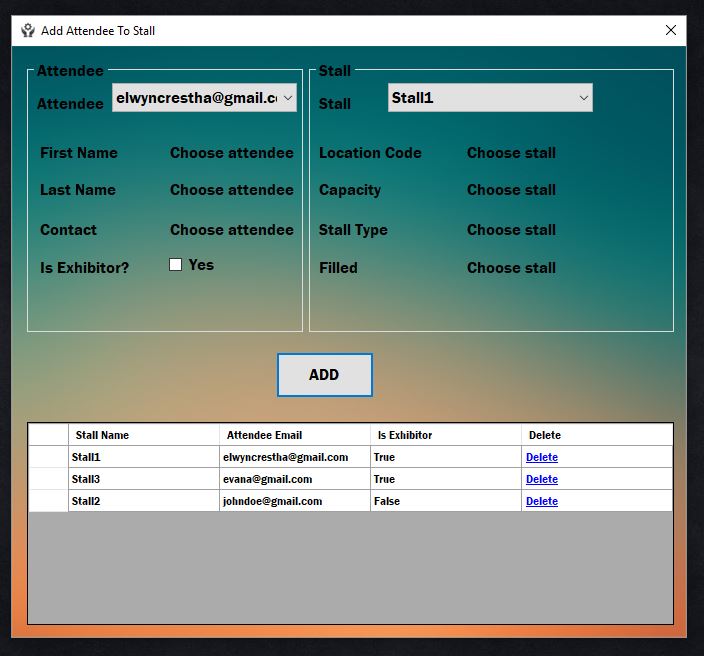 Add Attendee To Stall
Attendee
Attendee elwyncrestha@gmail.c
First Name Choose attendee
Last Name Choose attendee
Contact Choose attendee
Is Exhibitor? Yes
Stall
Stall Stall1
Location Code Choose stall
Capacity Choose stall
Stall Type Choose stall
Filled Choose stall
ADD
Stall Name Attendee Email Is Exhibitor Delete
Stall1 elwyncrestha@gmail.com True Delete
Stall3 evana@gmail.com True Delete
Stall2 johndoe@gmail.com False Delete